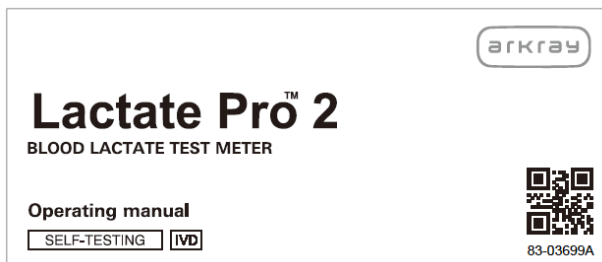 arkray
Lactate Pro™ 2
BLOOD LACTATE TEST METER
Operating manual
SELF-TESTING IVD
83-03699A